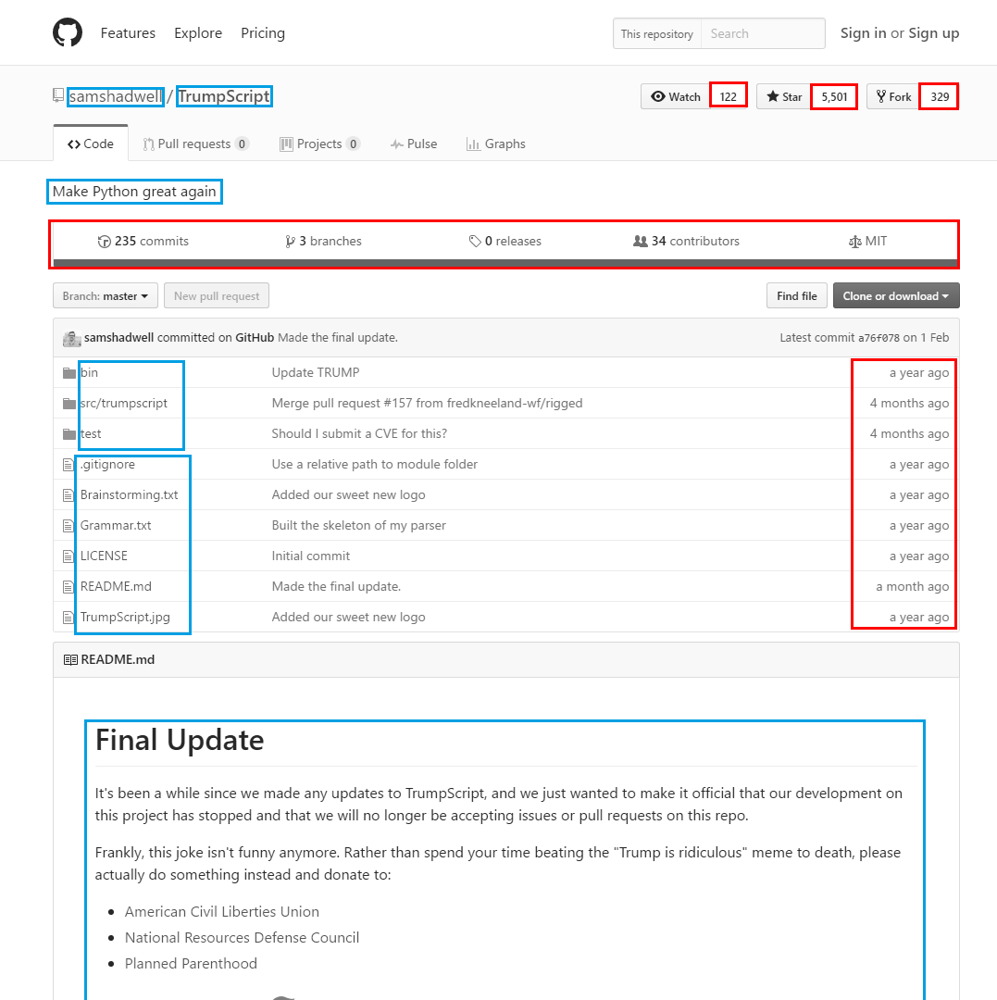 Features Explore Pricing This repository Search Sign in or Sign up
samshadwell / TrumpScript Watch 122 Star 5,501 Fork 329
Code Pull requests 0 Projects 0 Pulse Graphs
Make Python great again
235 commits 3 branches 0 releases 34 contributors MIT
Branch: master New pull request Find file Clone or download
samshadwell committed on GitHub Made the final update. Latest commit a76f078 on 1 Feb
bin Update TRUMP a year ago
src/trumpscript Merge pull request #157 from fredkneeland-wf/rigged 4 months ago
test Should I submit a CVE for this? 4 months ago
.gitignore Use a relative path to module folder a year ago
Brainstorming.txt Added our sweet new logo a year ago
Grammar.txt Built the skeleton of my parser a year ago
LICENSE Initial commit a year ago
README.md Made the final update. a month ago
TrumpScript.jpg Added our sweet new logo a year ago
README.md
Final Update
It's been a while since we made any updates to TrumpScript, and we just wanted to make it official that our development on
this project has stopped and that we will no longer be accepting issues or pull requests on this repo.
Frankly, this joke isn't funny anymore. Rather than spend your time beating the "Trump is ridiculous" meme to death, please
actually do something instead and donate to:
American Civil Liberties Union
National Resources Defense Council
Planned Parenthood